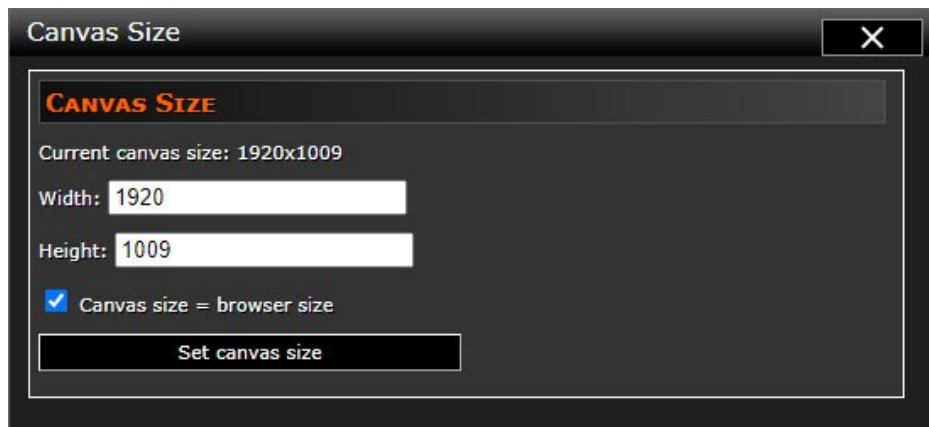 Canvas Size
CANVAS SIZE
Current canvas size: 1920x1009
Width: 1920
Height: 1009
Canvas size = browser size
Set canvas size